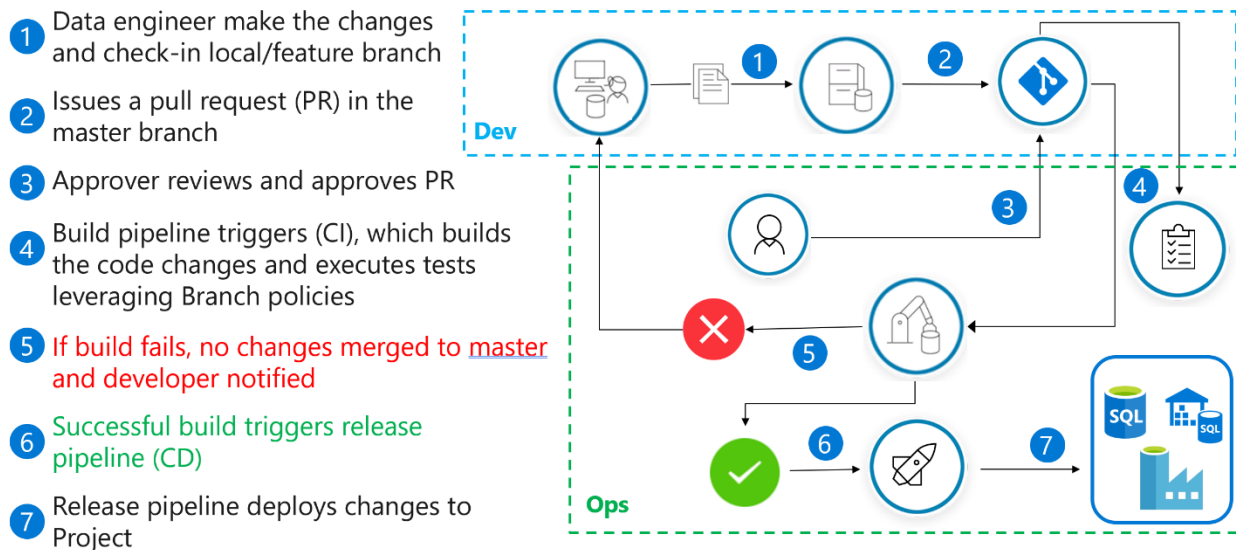 1 Data engineer make the changes
and check-in local/feature branch
2 Issues a pull request (PR) in the
master branch
3 Approver reviews and approves PR
4 Build pipeline triggers (CI), which builds
the code changes and executes tests
leveraging Branch policies
5 If build fails, no changes merged to master
and developer notified
6 Successful build triggers release
pipeline (CD)
7 Release pipeline deploys changes to
Project
1
2
Dev
3
4
5
6
7
SQL
SQL
Ops